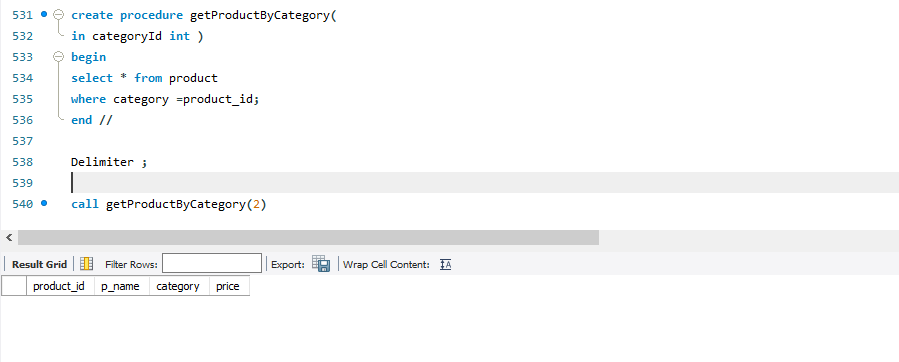 531 create procedure getProductByCategory(
532 in categoryId int )
533 begin
534 select * from product
535 where category =product_id;
536 end //
537
538 Delimiter ;
539
540 call getProductByCategory(2)
Result Grid Filter Rows: Export: Wrap Cell Content: IA
product_id p_name category price